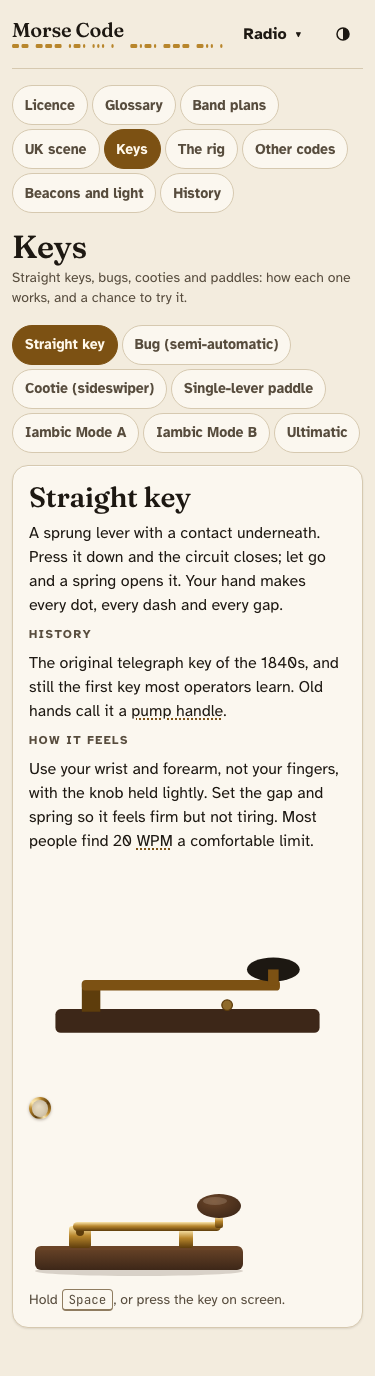 Morse Code
Radio ▾
Licence
Glossary
Band plans
UK scene
Keys
The rig
Other codes
Beacons and light
History
Keys
Straight keys, bugs, cooties and paddles: how each one
works, and a chance to try it.
Straight key
Bug (semi-automatic)
Cootie (sideswiper)
Single-lever paddle
Iambic Mode A
Iambic Mode B
Ultimatic
Straight key
A sprung lever with a contact underneath.
Press it down and the circuit closes; let go
and a spring opens it. Your hand makes
every dot, every dash and every gap.
HISTORY
The original telegraph key of the 1840s, and
still the first key most operators learn. Old
hands call it a pump handle.
HOW IT FEELS
Use your wrist and forearm, not your fingers,
with the knob held lightly. Set the gap and
spring so it feels firm but not tiring. Most
people find 20 WPM a comfortable limit.
Hold Space, or press the key on screen.